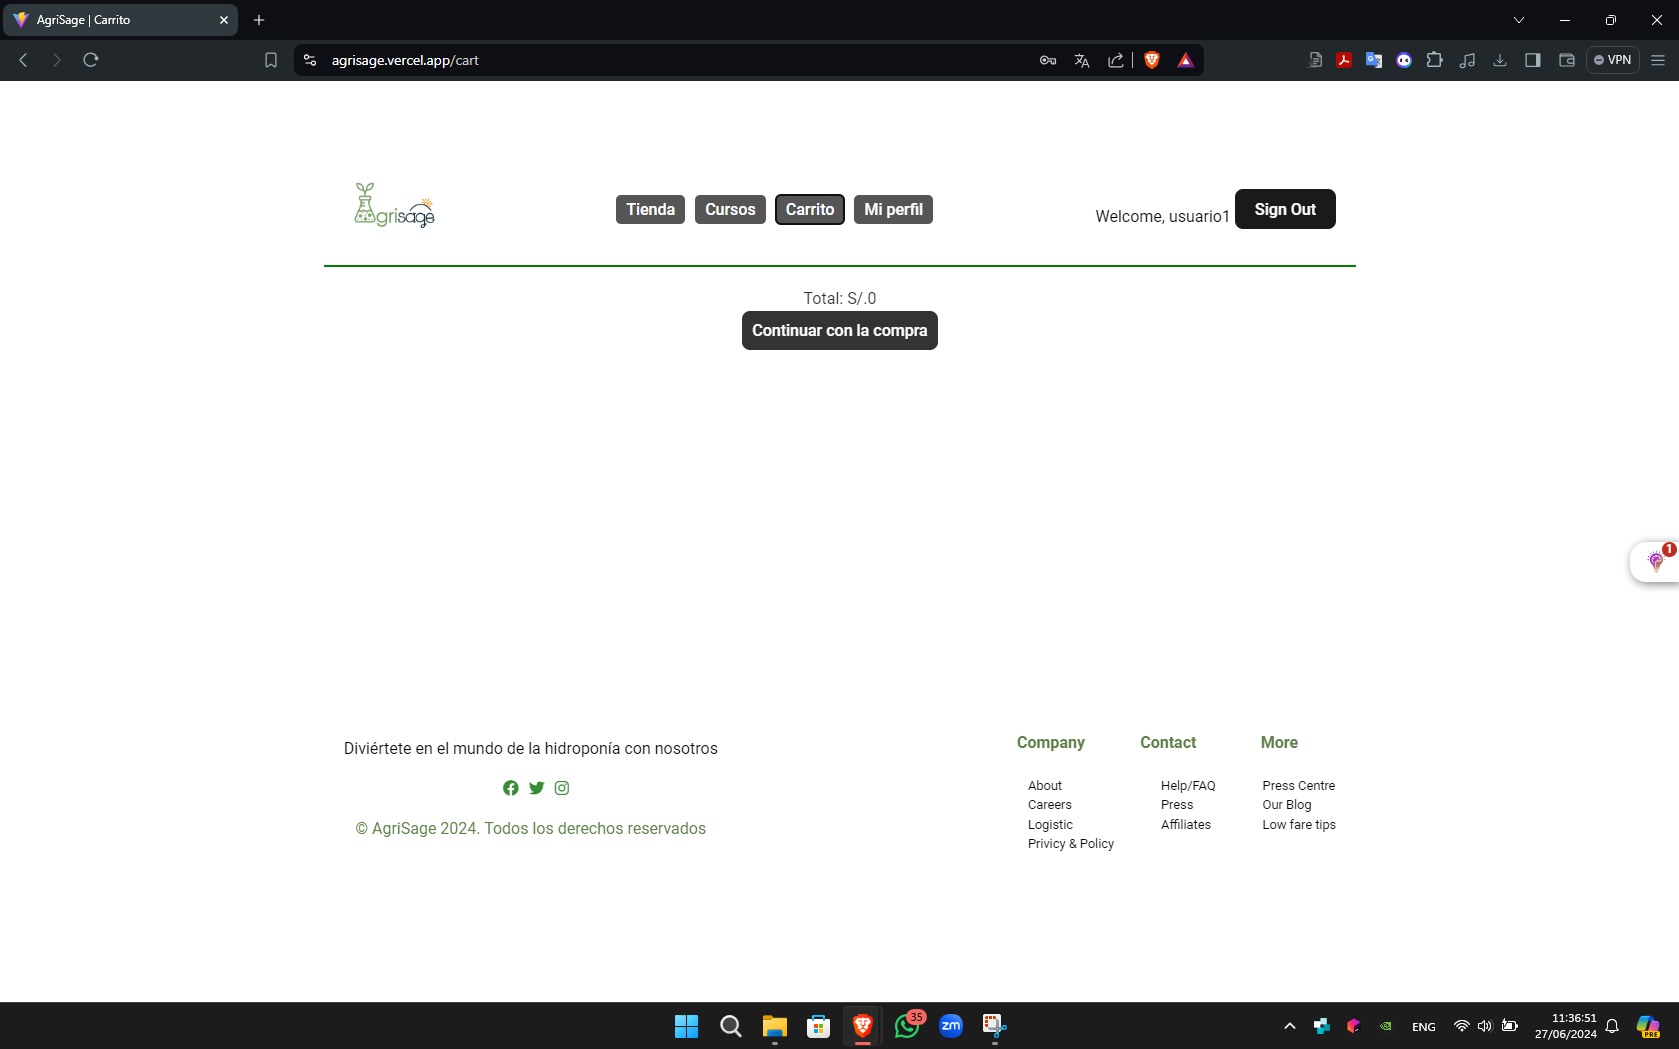 AgriSage | Carrito
agrisage.vercel.app/cart
VPN
Agrisage
Tienda
Cursos
Carrito
Mi perfil
Welcome, usuario1
Sign Out
Total: S/.0
Continuar con la compra
1
Diviértete en el mundo de la hidroponía con nosotros
© AgriSage 2024. Todos los derechos reservados
Company
About
Careers
Logistic
Privicy & Policy
Contact
Help/FAQ
Press
Affiliates
More
Press Centre
Our Blog
Low fare tips
35
zm
ENG
11:36:51
27/06/2024
PRE